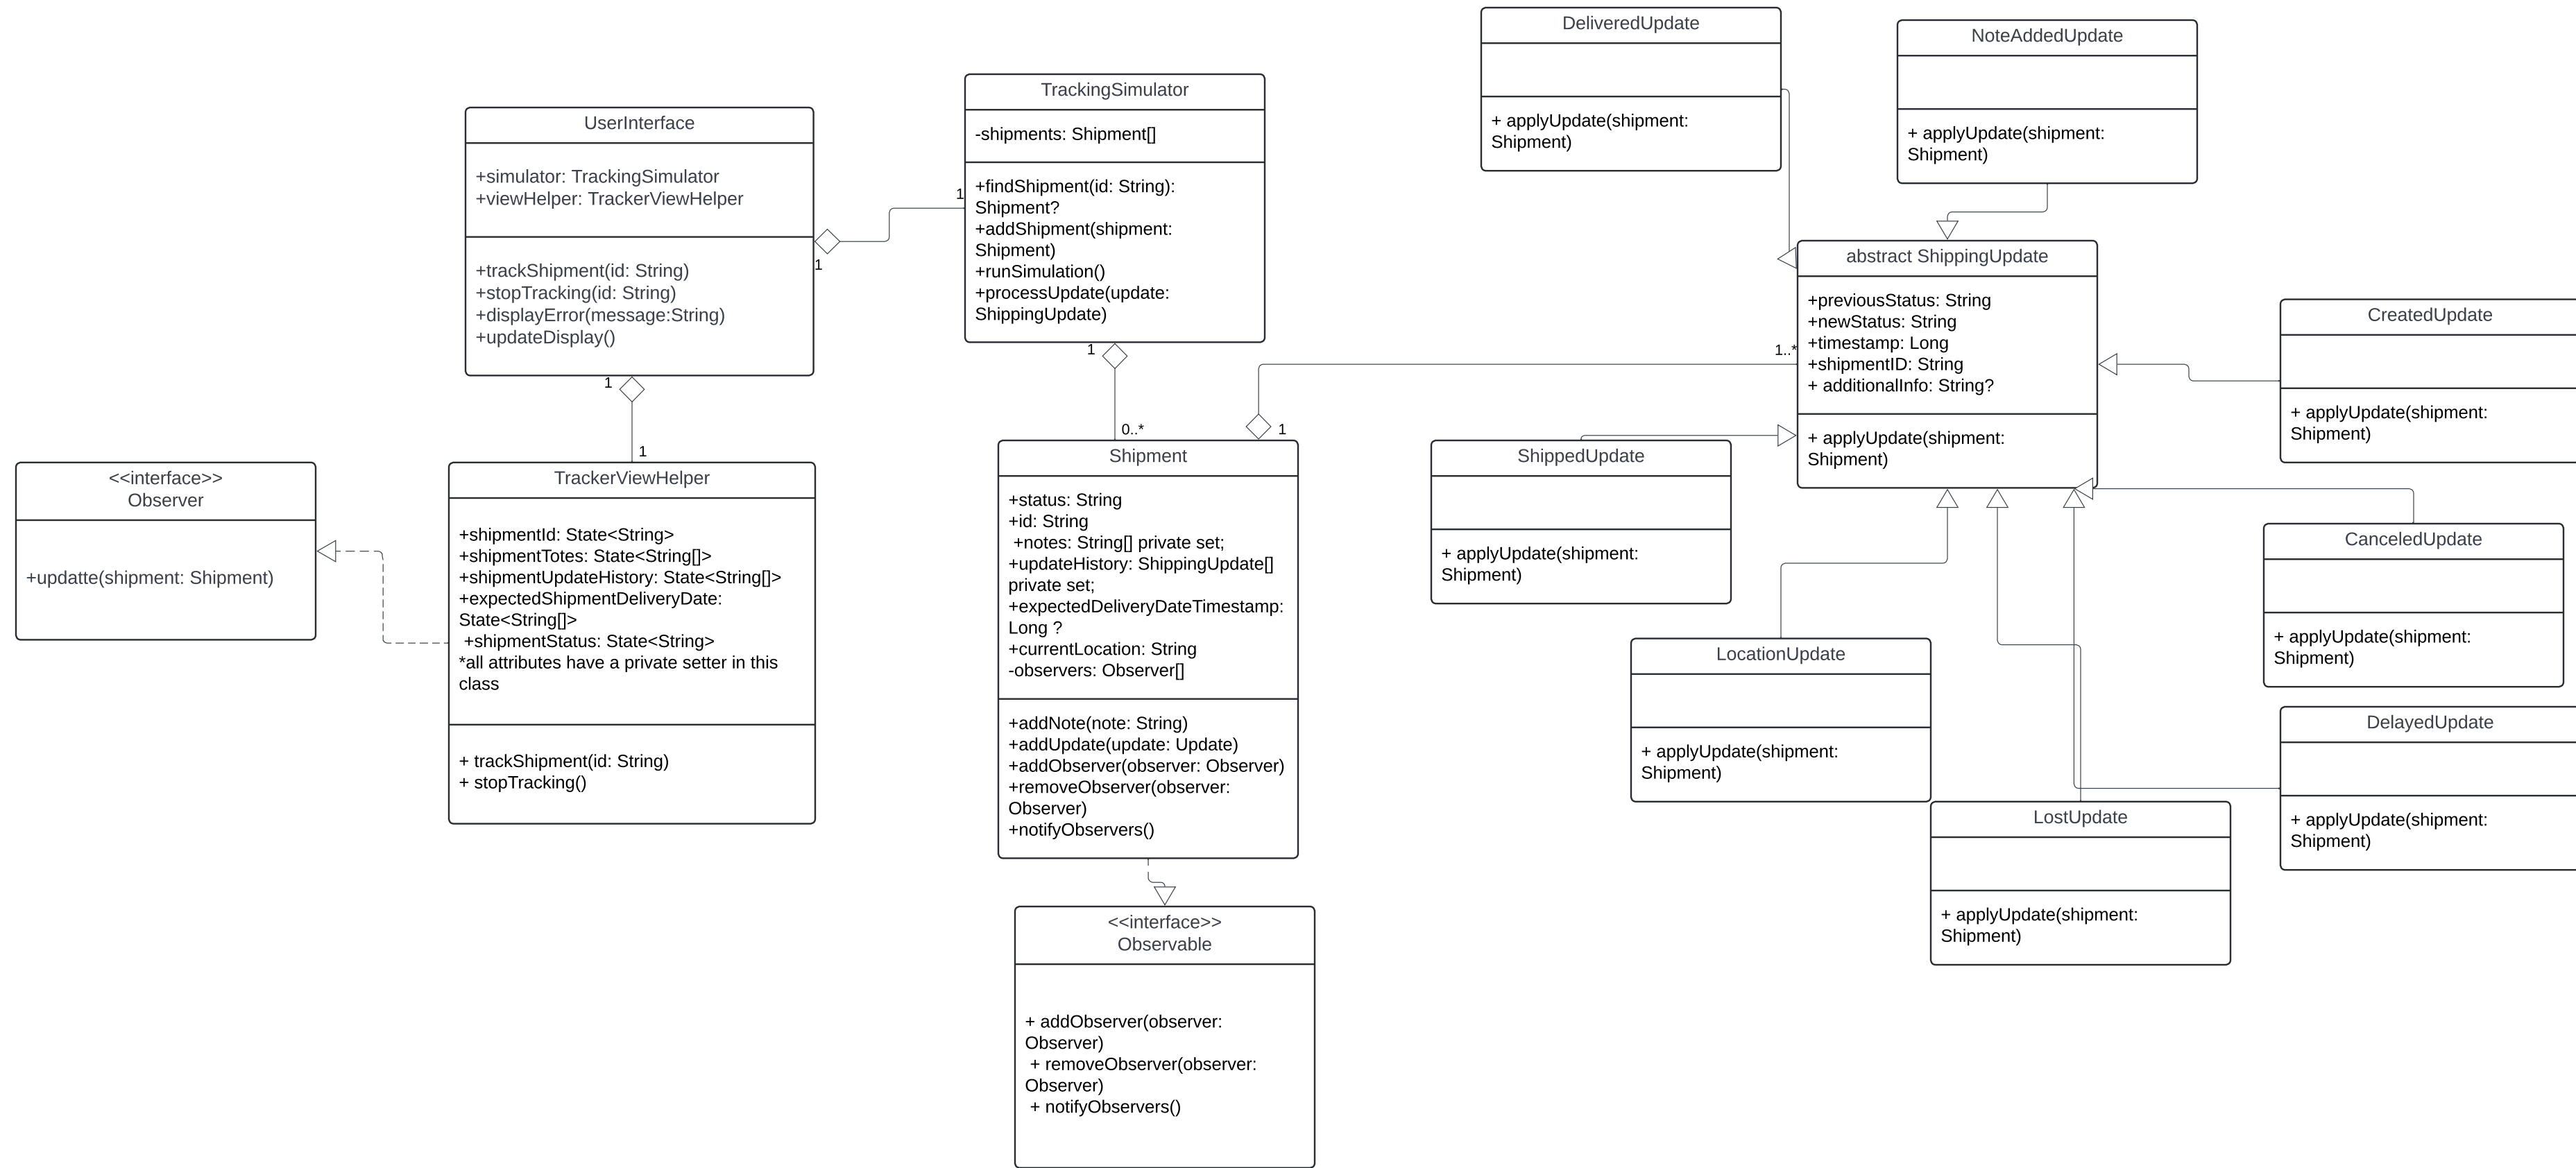 DeliveredUpdate
+ applyUpdate(shipment:
Shipment)
NoteAddedUpdate
+ applyUpdate(shipment:
Shipment)
TrackingSimulator
-shipments: Shipment[]
+findShipment(id: String):
Shipment?
+addShipment(shipment:
Shipment)
+runSimulation()
+processUpdate(update:
ShippingUpdate)
UserInterface
+simulator: TrackingSimulator
+viewHelper: TrackerViewHelper
+trackShipment(id: String)
+stopTracking(id: String)
+displayError(message:String)
+updateDisplay()
1
1
1
1
1
0..*
1
1..*
abstract ShippingUpdate
+previousStatus: String
+newStatus: String
+timestamp: Long
+shipmentID: String
+ additionalInfo: String?
+ applyUpdate(shipment:
Shipment)
CreatedUpdate
+ applyUpdate(shipment:
Shipment)
<<interface>>
Observer
+updatte(shipment: Shipment)
TrackerViewHelper
+shipmentId: State<String>
+shipmentTotes: State<String[]>
+shipmentUpdateHistory: State<String[]>
+expectedShipmentDeliveryDate:
State<String[]>
+shipmentStatus: State<String>
*all attributes have a private setter in this
class
+ trackShipment(id: String)
+ stopTracking()
Shipment
+status: String
+id: String
+notes: String[] private set;
+updateHistory: ShippingUpdate[]
private set;
+expectedDeliveryDateTimestamp:
Long ?
+currentLocation: String
-observers: Observer[]
+addNote(note: String)
+addUpdate(update: Update)
+addObserver(observer: Observer)
+removeObserver(observer:
Observer)
+notifyObservers()
ShippedUpdate
+ applyUpdate(shipment:
Shipment)
CanceledUpdate
+ applyUpdate(shipment:
Shipment)
LocationUpdate
+ applyUpdate(shipment:
Shipment)
DelayedUpdate
+ applyUpdate(shipment:
Shipment)
LostUpdate
+ applyUpdate(shipment:
Shipment)
<<interface>>
Observable
+ addObserver(observer:
Observer)
+ removeObserver(observer:
Observer)
+ notifyObservers()